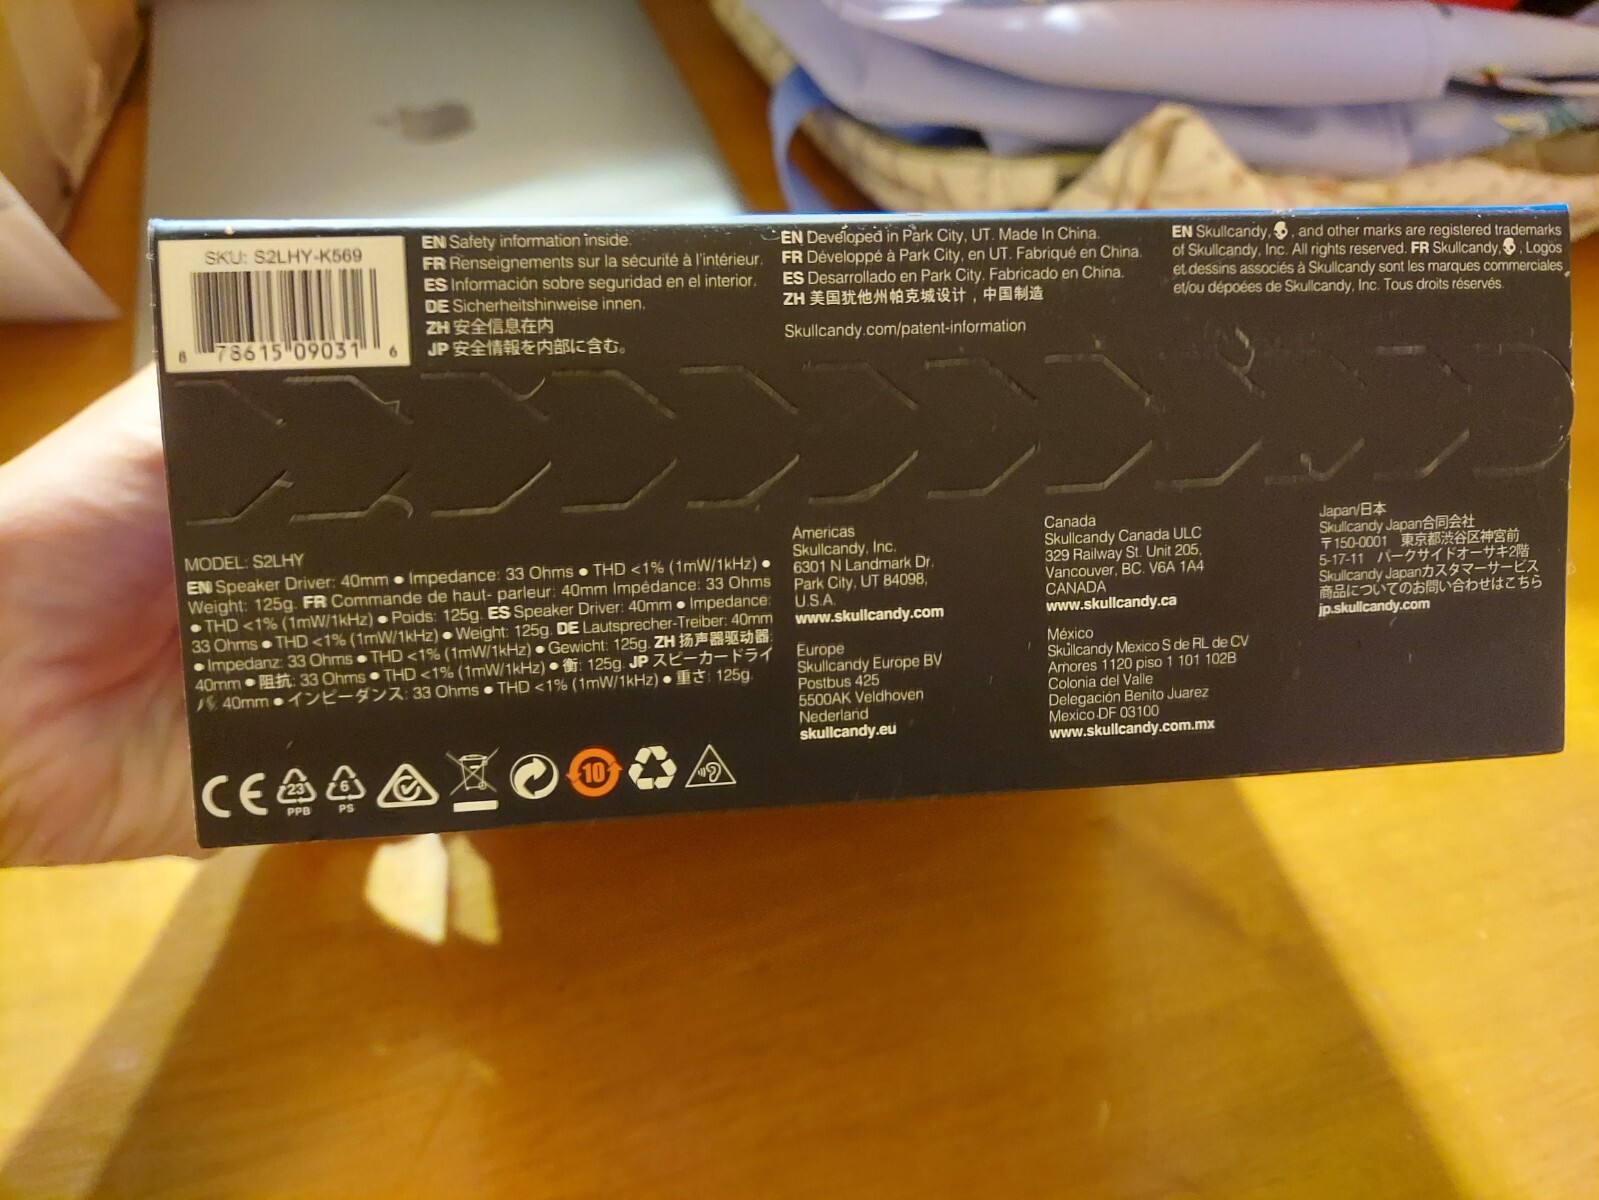 SKU: S2LHY-K569
8 78615 09031 6
EN Safety information inside.
FR Renseignements sur la sécurité à l'intérieur.
ES Información sobre seguridad en el interior.
DE Sicherheitshinweise innen.
ZH 安全信息在内
JP 安全情報を内部に含む。
EN Developed in Park City, UT. Made In China.
FR Développé à Park City, en UT. Fabriqué en China.
ES Desarrollado en Park City. Fabricado en China.
ZH 美国犹他州帕克城设计，中国制造
Skullcandy.com/patent-information
EN Skullcandy, , and other marks are registered trademarks
of Skullcandy, Inc. All rights reserved. FR Skullcandy, , Logos
et dessins associés à Skullcandy sont les marques commerciales
et/ou dépoées de Skullcandy, Inc. Tous droits réservés.
MODEL: S2LHY
EN Speaker Driver: 40mm ● Impedance: 33 Ohms ● THD <1% (1mW/1kHz) ●
Weight: 125g. FR Commande de haut- parleur: 40mm Impédance: 33 Ohms
● THD <1% (1mW/1kHz) ● Poids: 125g. ES Speaker Driver: 40mm ● Impedance:
33 Ohms ● THD <1% (1mW/1kHz) ● Weight: 125g. DE Lautsprecher-Treiber: 40mm
● Impedanz: 33 Ohms ● THD <1% (1mW/1kHz) ● Gewicht: 125g. ZH 扬声器驱动器:
40mm ● 阻抗: 33 Ohms ● THD <1% (1mW/1kHz) ● 衡: 125g. JP スピーカードライ
バ: 40mm ● インピーダンス: 33 Ohms ● THD <1% (1mW/1kHz) ● 重さ: 125g.
Americas
Skullcandy, Inc.
6301 N Landmark Dr.
Park City, UT 84098,
U.S.A.
www.skullcandy.com
Europe
Skullcandy Europe BV
Postbus 425
5500AK Veldhoven
Nederland
skullcandy.eu
Canada
Skullcandy Canada ULC
329 Railway St. Unit 205,
Vancouver, BC. V6A 1A4
CANADA
www.skullcandy.ca
México
Skullcandy Mexico S de RL de CV
Amores 1120 piso 1 101 102B
Colonia del Valle
Delegación Benito Juarez
Mexico DF 03100
www.skullcandy.com.mx
Japan/日本
Skullcandy Japan合同会社
〒150-0001 東京都渋谷区神宮前
5-17-11 パークサイドオーサキ2階
Skullcandy Japanカスタマーサービス
商品についてのお問い合わせはこちら
jp.skullcandy.com
CE
23
PPB
6
PS
10